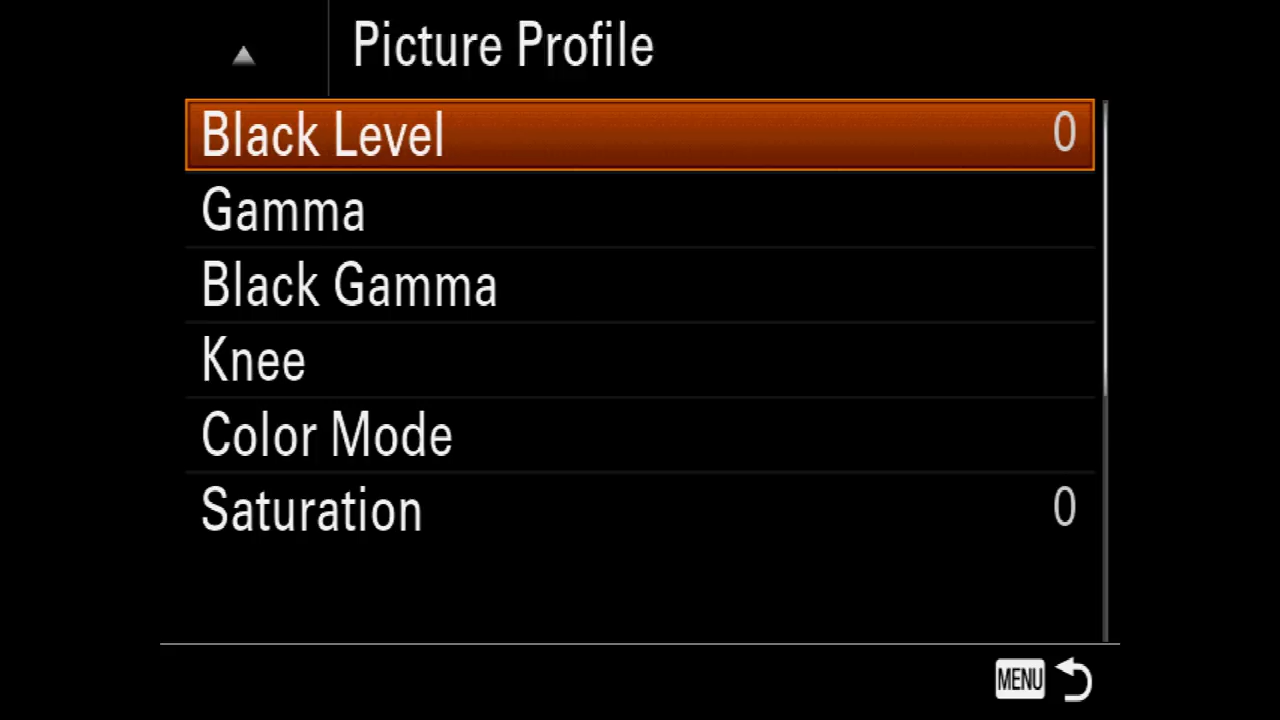 Picture Profile
Black Level 0
Gamma
Black Gamma
Knee
Color Mode
Saturation 0
MENU